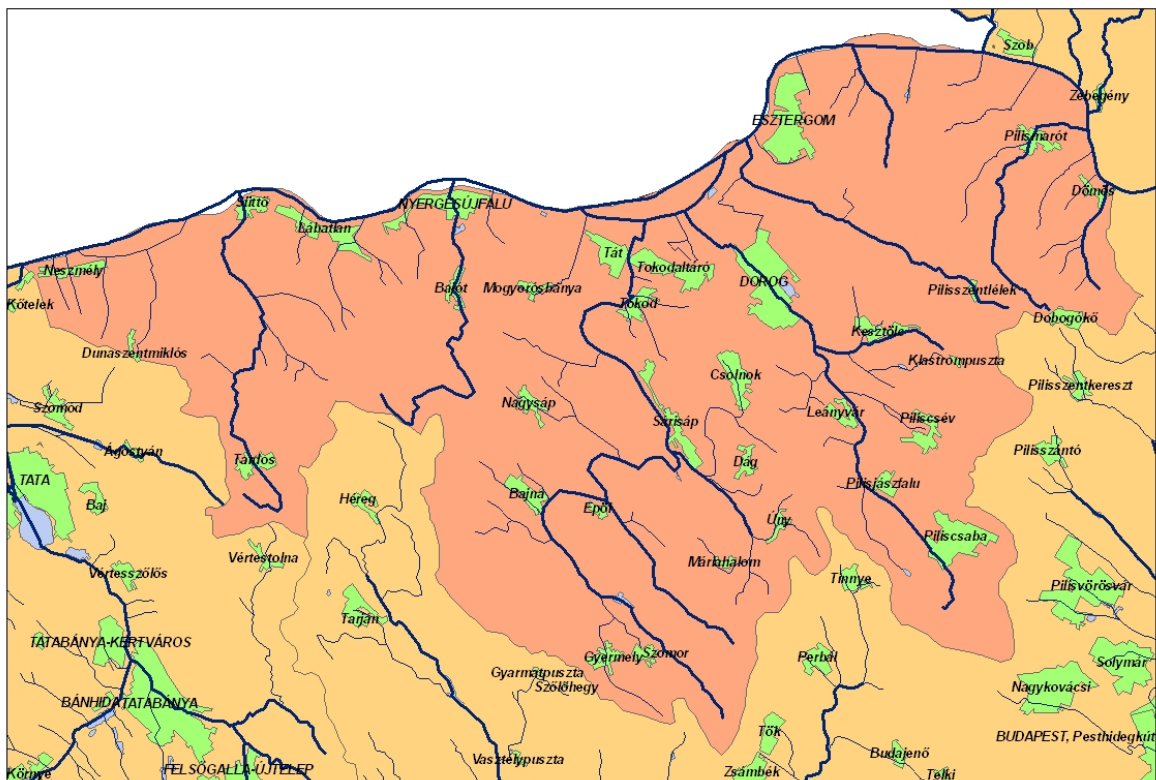 Szob
Zebegény
ESZTERGOM
Pilismarót
Dömös
Süttő
NYERGESÚJFALU
Lábatlan
Tát
Tokodaltáró
Neszmély
DOROG
Bajót
Mogyorósbánya
Pilisszentlélek
Kőtelek
Tokod
Dobogókő
Kesztölc
Dunaszentmiklós
Klastrompuszta
Csolnok
Pilisszentkereszt
Szomód
Nagysáp
Leányvár
Piliscsév
Sárisáp
Ágostyán
Tardos
Dág
Pilisszántó
TATA
Pilisjászfalu
Baj
Héreg
Bajna
Epöl
Úny
Piliscsaba
Vértestolna
Máriahalom
Vértesszőlős
Tinnye
Pilisvörösvár
Tarján
TATABÁNYA-KERTVÁROS
Gyermely
Szomor
Perbál
Solymár
Gyarmatpuszta
Szőlőhegy
Nagykovácsi
BÁNHIDA
TATABÁNYA
Tök
BUDAPEST, Pesthidegkút
Vasztélypuszta
Budajenő
Környe
FELSŐGALLA-ÚJTELEP
Zsámbék
Telki